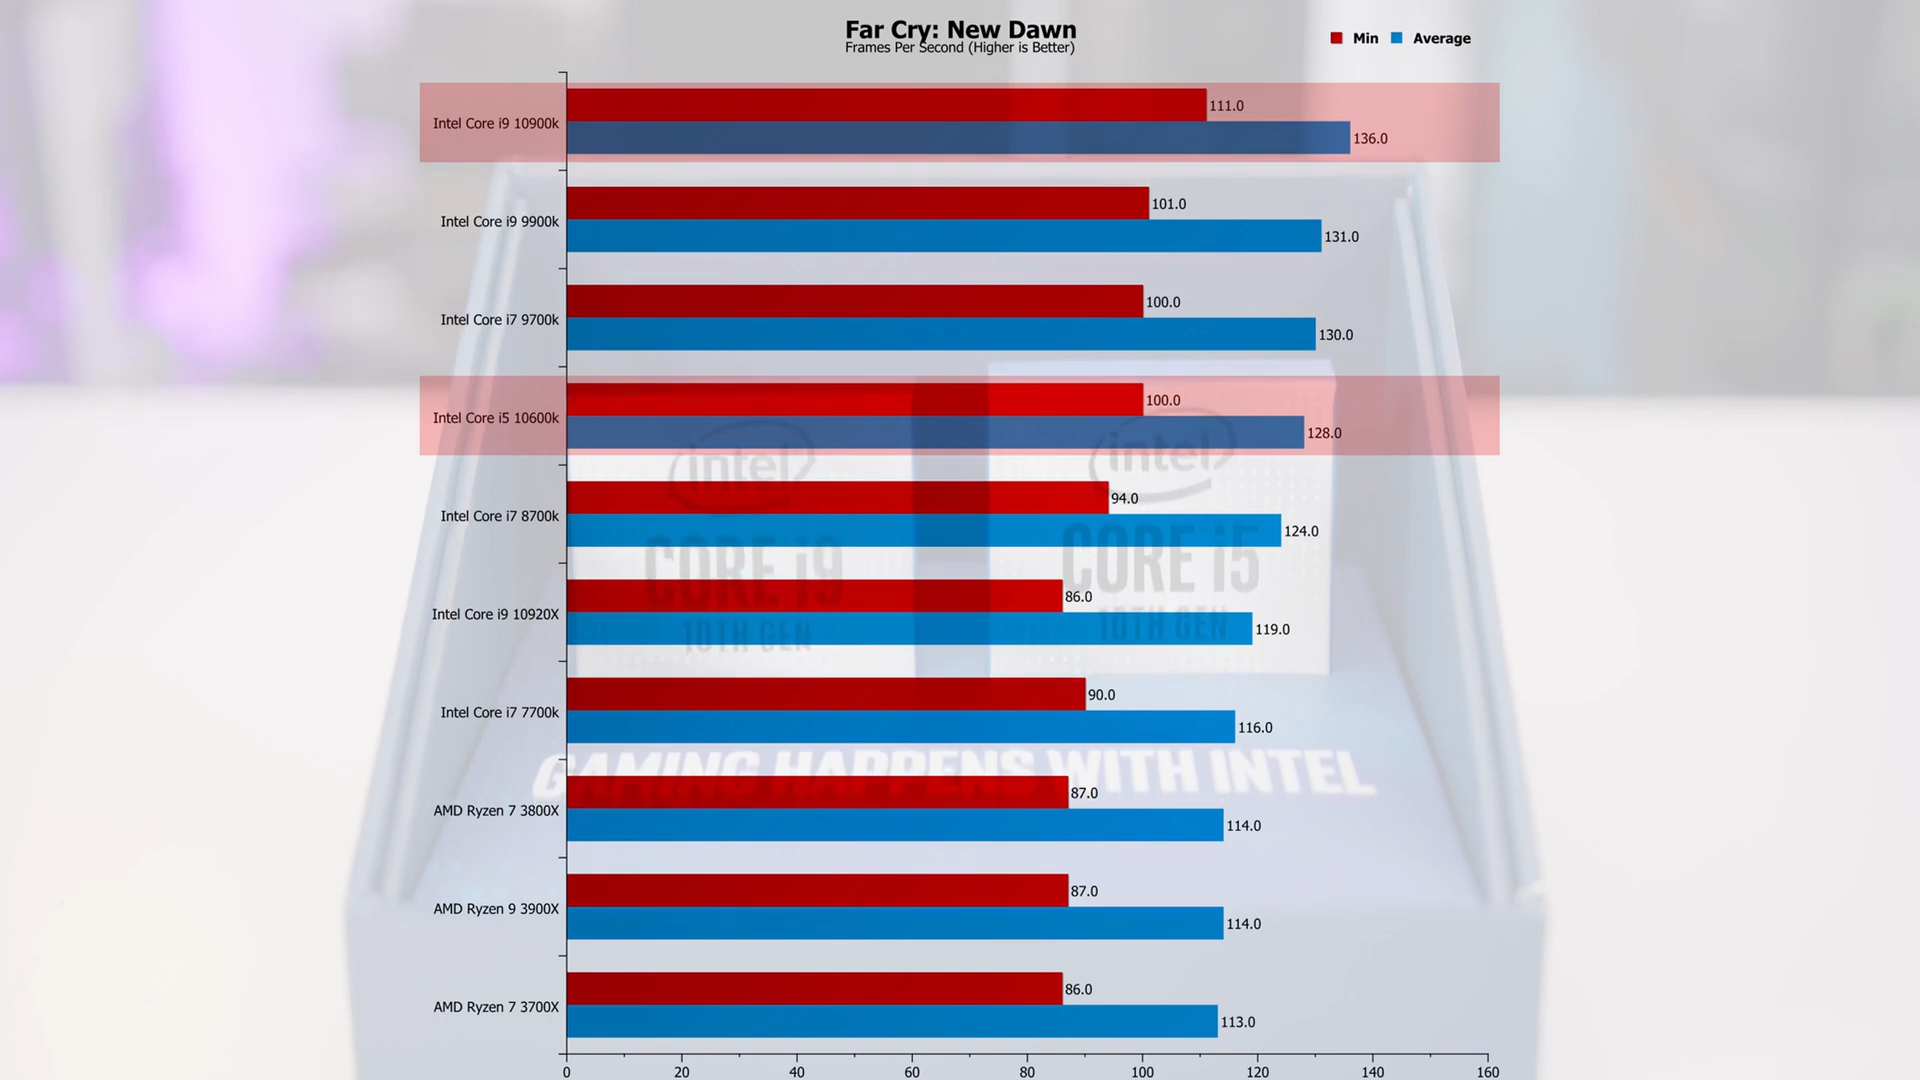 Far Cry: New Dawn
Frames Per Second (Higher is Better)
Min Average
Intel Core i9 10900k
111.0
136.0
Intel Core i9 9900k
101.0
131.0
Intel Core i7 9700k
100.0
130.0
Intel Core i5 10600k
100.0
128.0
intel
CORE i9
10TH GEN
intel
CORE i5
10TH GEN
Intel Core i7 8700k
94.0
124.0
Intel Core i9 10920X
86.0
119.0
Intel Core i7 7700k
90.0
116.0
GAMING HAPPENS WITH INTEL
AMD Ryzen 7 3800X
87.0
114.0
AMD Ryzen 9 3900X
87.0
114.0
AMD Ryzen 7 3700X
86.0
113.0
0 20 40 60 80 100 120 140 160